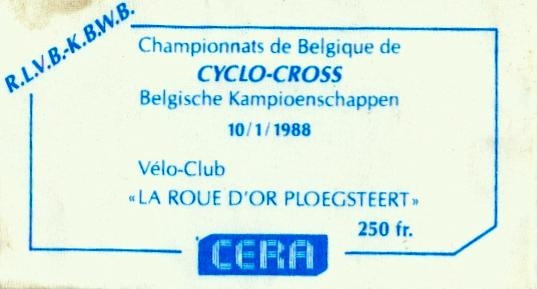 R.L.V.B.-K.B.W.B.
Championnats de Belgique de
CYCLO-CROSS
Belgische Kampioenschappen
10/1/1988
Vélo-Club
«LA ROUE D'OR PLOEGSTEERT»
250 fr.
CERA